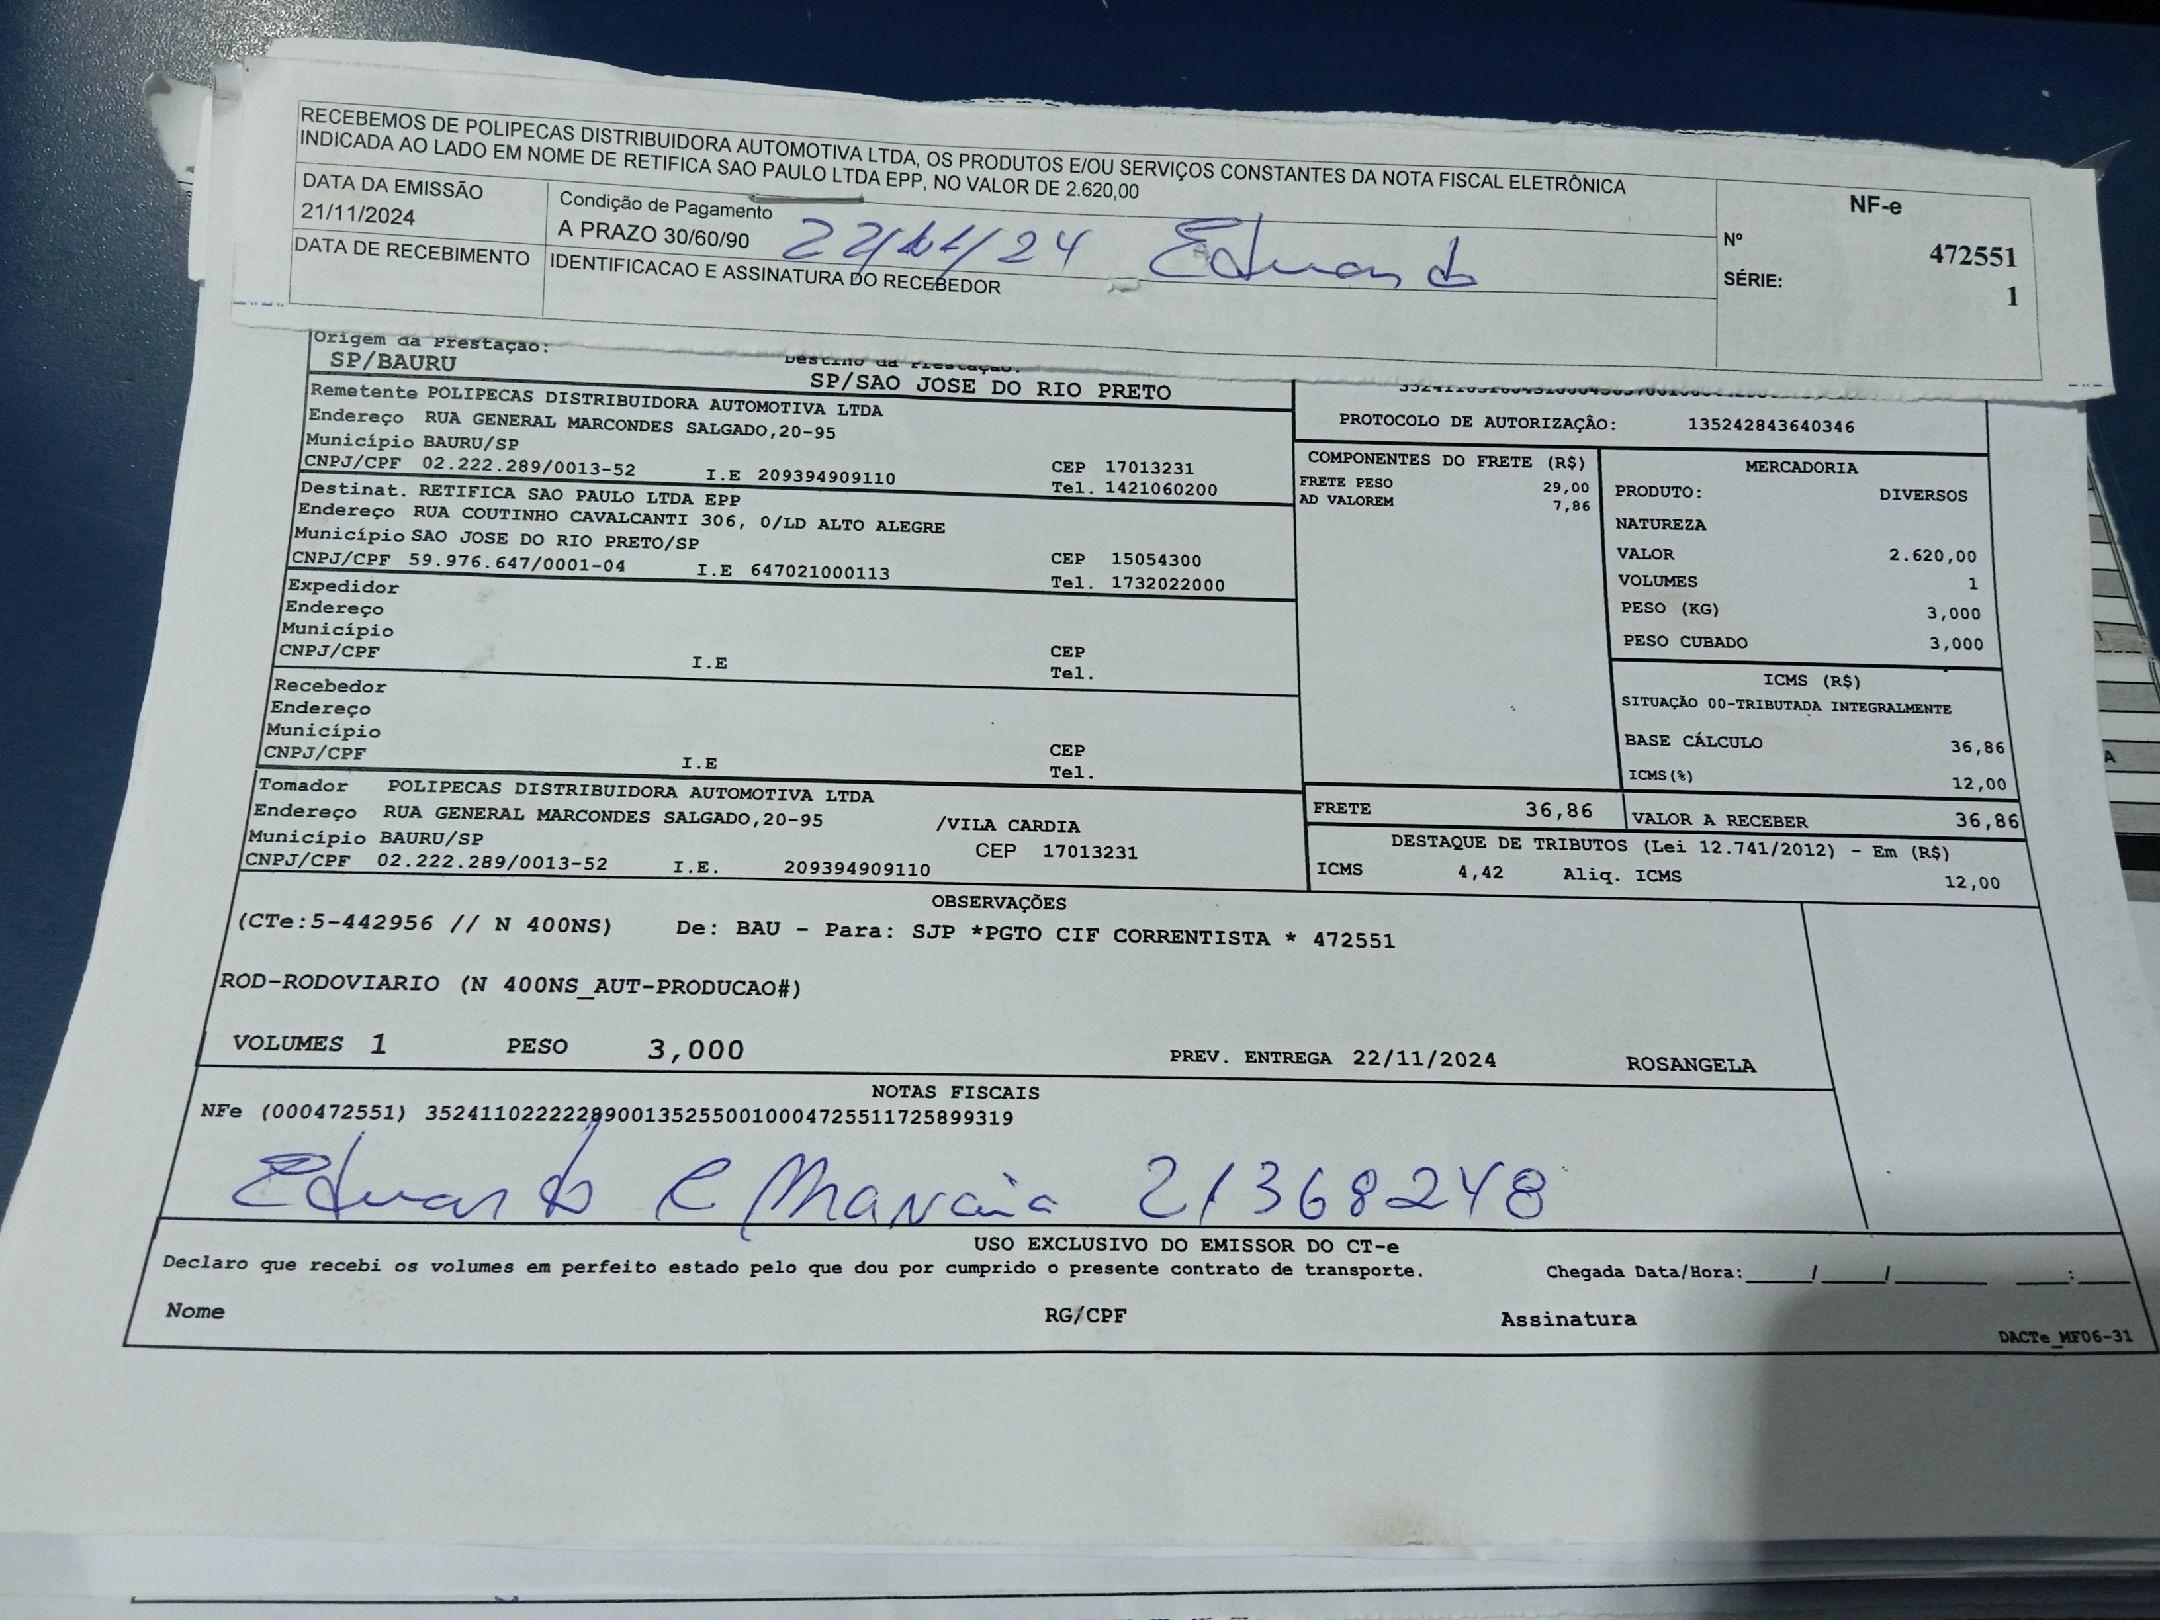 RECEBEMOS DE POLIPECAS DISTRIBUIDORA AUTOMOTIVA LTDA, OS PRODUTOS E/OU SERVIÇOS CONSTANTES DA NOTA FISCAL ELETRÔNICA
INDICADA AO LADO EM NOME DE RETIFICA SAO PAULO LTDA EPP, NO VALOR DE 2.620,00
NF-e
Nº 472551
SÉRIE: 1
DATA DA EMISSÃO
21/11/2024
Condição de Pagamento
A PRAZO 30/60/90
22/11/24 Eduardo
DATA DE RECEBIMENTO
IDENTIFICACAO E ASSINATURA DO RECEBEDOR
Origem da Prestação:
SP/BAURU
Destino da Prestação:
SP/SAO JOSE DO RIO PRETO
Remetente POLIPECAS DISTRIBUIDORA AUTOMOTIVA LTDA
Endereço RUA GENERAL MARCONDES SALGADO,20-95
Município BAURU/SP CEP 17013231
CNPJ/CPF 02.222.289/0013-52 I.E 209394909110 Tel. 1421060200
Destinat. RETIFICA SAO PAULO LTDA EPP
Endereço RUA COUTINHO CAVALCANTI 306, 0/LD ALTO ALEGRE
Município SAO JOSE DO RIO PRETO/SP CEP 15054300
CNPJ/CPF 59.976.647/0001-04 I.E 647021000113 Tel. 1732022000
Expedidor
Endereço
Município CEP
CNPJ/CPF I.E Tel.
Recebedor
Endereço
Município CEP
CNPJ/CPF I.E Tel.
Tomador POLIPECAS DISTRIBUIDORA AUTOMOTIVA LTDA
Endereço RUA GENERAL MARCONDES SALGADO,20-95 /VILA CARDIA
Município BAURU/SP CEP 17013231
CNPJ/CPF 02.222.289/0013-52 I.E. 209394909110
PROTOCOLO DE AUTORIZAÇÃO: 135242843640346
COMPONENTES DO FRETE (R$)
FRETE PESO 29,00
AD VALOREM 7,86
MERCADORIA
PRODUTO: DIVERSOS
NATUREZA
VALOR 2.620,00
VOLUMES 1
PESO (KG) 3,000
PESO CUBADO 3,000
ICMS (R$)
SITUAÇÃO 00-TRIBUTADA INTEGRALMENTE
BASE CÁLCULO 36,86
ICMS(%) 12,00
FRETE 36,86 VALOR A RECEBER 36,86
DESTAQUE DE TRIBUTOS (Lei 12.741/2012) - Em (R$)
ICMS 4,42 Aliq. ICMS 12,00
OBSERVAÇÕES
(CTe:5-442956 // N 400NS) De: BAU - Para: SJP *PGTO CIF CORRENTISTA * 472551
ROD-RODOVIARIO (N 400NS_AUT-PRODUCAO#)
VOLUMES 1 PESO 3,000 PREV. ENTREGA 22/11/2024 ROSANGELA
NOTAS FISCAIS
NFe (000472551) 35241102222289001352550010004725511725899319
Eduardo 21368248
USO EXCLUSIVO DO EMISSOR DO CT-e
Declaro que recebi os volumes em perfeito estado pelo que dou por cumprido o presente contrato de transporte. Chegada Data/Hora:____/____/______ ____:____
Nome RG/CPF Assinatura
DACTe_MF06-31